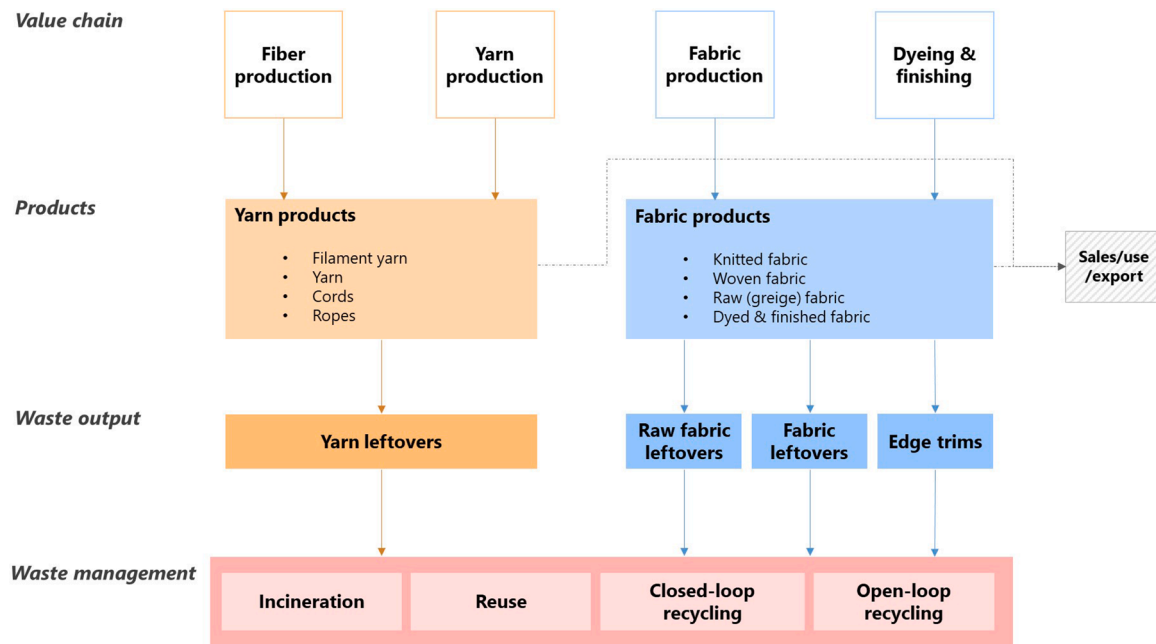 Value chain
Fiber
production
Yarn
production
Fabric
production
Dyeing &
finishing
Products
Yarn products
• Filament yarn
• Yarn
• Cords
• Ropes
Fabric products
• Knitted fabric
• Woven fabric
• Raw (greige) fabric
• Dyed & finished fabric
Sales/use
/export
Waste output
Yarn leftovers
Raw fabric
leftovers
Fabric
leftovers
Edge trims
Waste management
Incineration
Reuse
Closed-loop
recycling
Open-loop
recycling